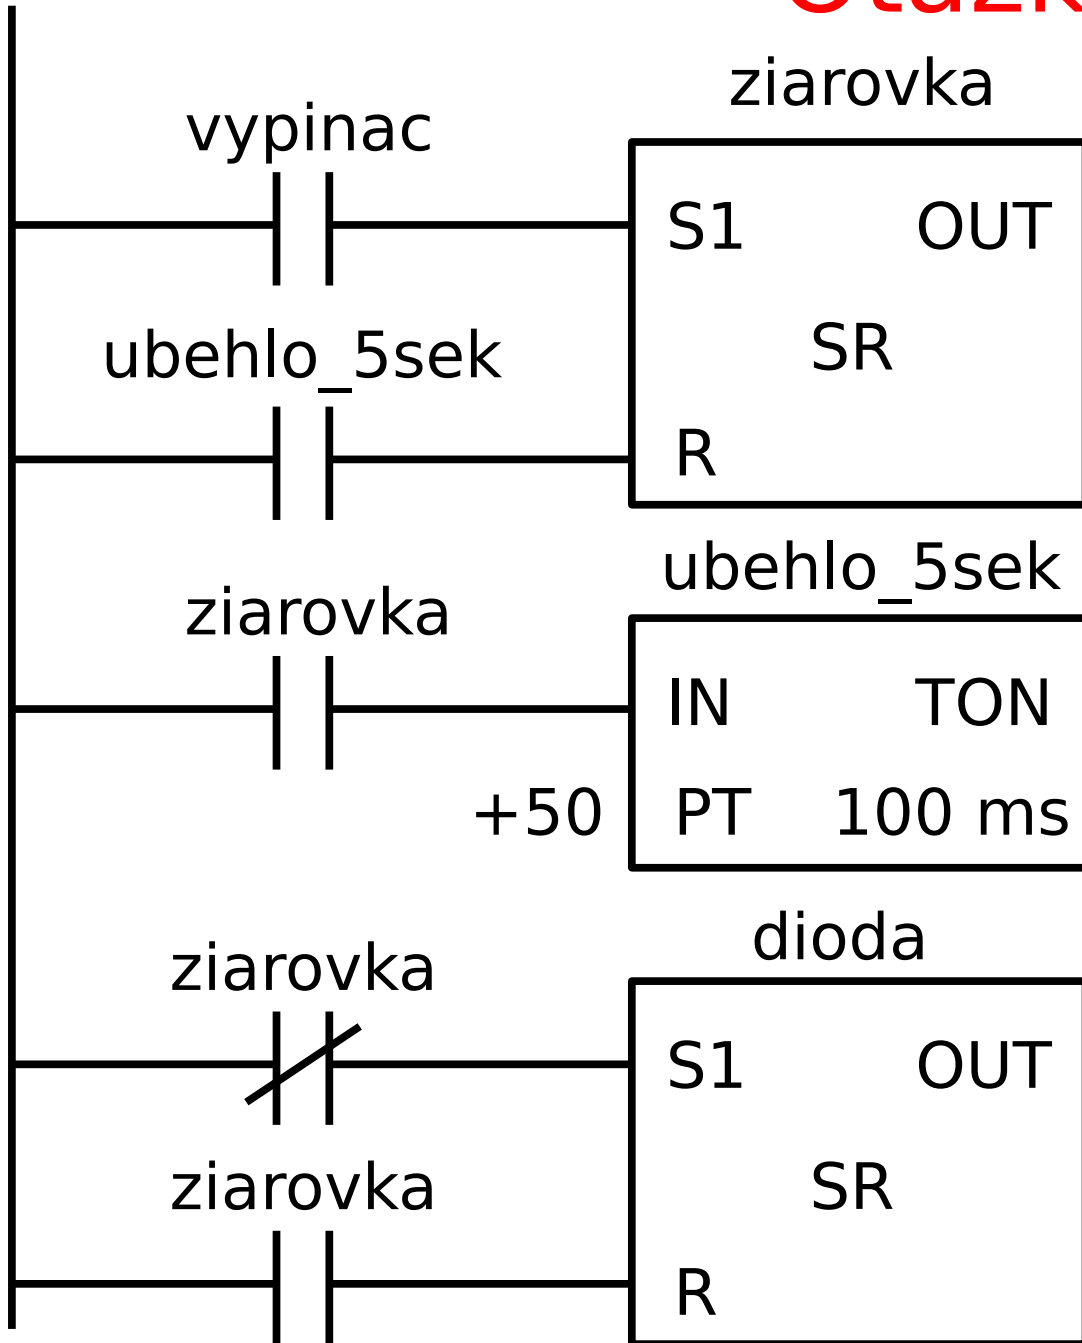 ziarovka
vypinac
S1 OUT
SR
ubehlo_5sek
R
ubehlo_5sek
ziarovka
IN TON
+50 PT 100 ms
dioda
ziarovka
S1 OUT
SR
ziarovka
R